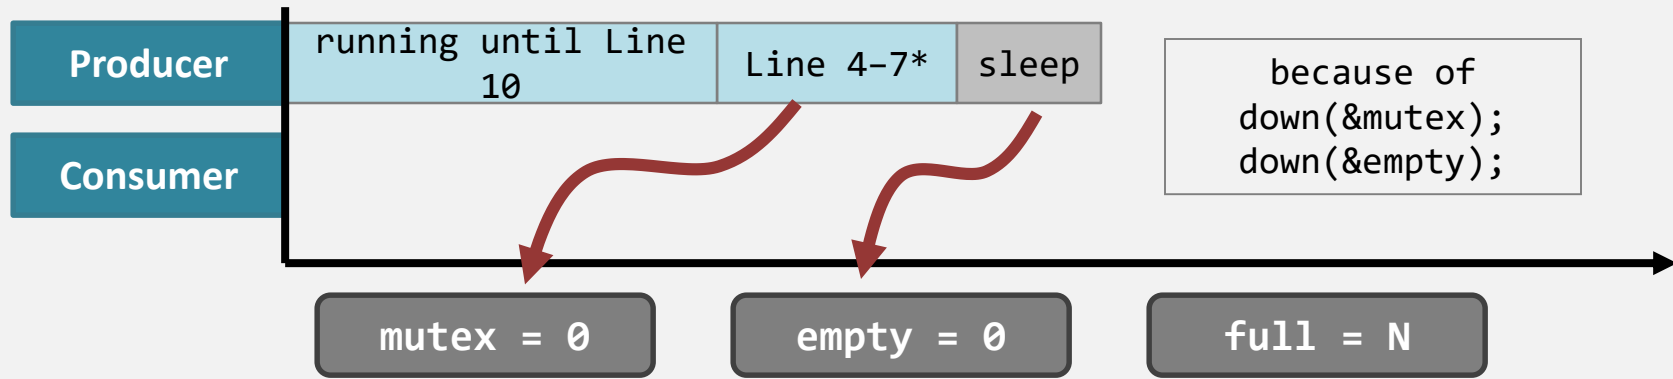 Producer
running until Line
10
Line 4–7*
sleep
because of
down(&mutex);
down(&empty);
Consumer
mutex = 0
empty = 0
full = N